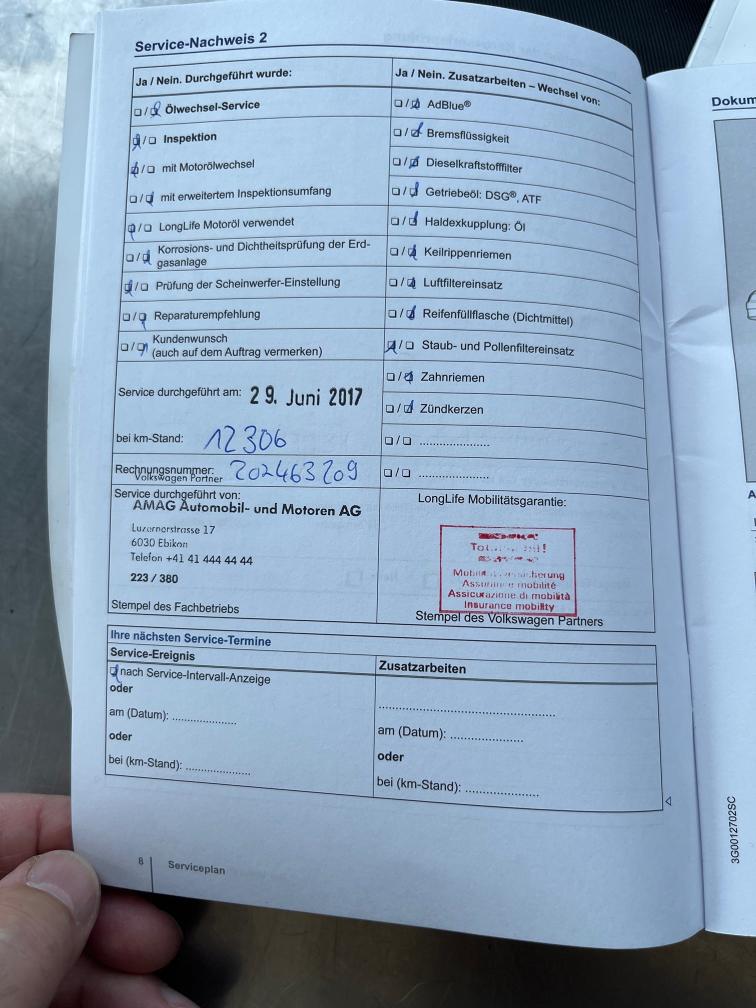 Service-Nachweis 2
Ja / Nein. Durchgeführt wurde:
☐/☑ Ölwechsel-Service
☑/☐ Inspektion
☑/☐ mit Motorölwechsel
☐/☑ mit erweitertem Inspektionsumfang
☑/☐ LongLife Motoröl verwendet
☐/☑ Korrosions- und Dichtheitsprüfung der Erd-
gasanlage
☑/☐ Prüfung der Scheinwerfer-Einstellung
☐/☑ Reparaturempfehlung
☐/☑ Kundenwunsch
(auch auf dem Auftrag vermerken)
Service durchgeführt am: 29. Juni 2017
bei km-Stand: 12306
Rechnungsnummer: 202463209
Volkswagen Partner
Service durchgeführt von:
AMAG Automobil- und Motoren AG
Luzernerstrasse 17
6030 Ebikon
Telefon +41 41 444 44 44
223 / 380
Stempel des Fachbetriebs
Ja / Nein. Zusatzarbeiten – Wechsel von:
☐/☑ AdBlue®
☐/☑ Bremsflüssigkeit
☐/☑ Dieselkraftstofffilter
☐/☑ Getriebeöl: DSG®, ATF
☐/☑ Haldexkupplung: Öl
☐/☑ Keilrippenriemen
☐/☑ Luftfiltereinsatz
☐/☑ Reifenfüllflasche (Dichtmittel)
☑/☐ Staub- und Pollenfiltereinsatz
☐/☑ Zahnriemen
☐/☑ Zündkerzen
☐/☐ .....................
☐/☐ .....................
LongLife Mobilitätsgarantie:
Assurance mobilité
Assicurazione di mobilità
Insurance mobility
Stempel des Volkswagen Partners
Ihre nächsten Service-Termine
Service-Ereignis
☑ nach Service-Intervall-Anzeige
oder
am (Datum): ...................
oder
bei (km-Stand): ...................
Zusatzarbeiten
.....................................................
am (Datum): ......................
oder
bei (km-Stand): ......................
8
Serviceplan
Dokum
3G0012702SC